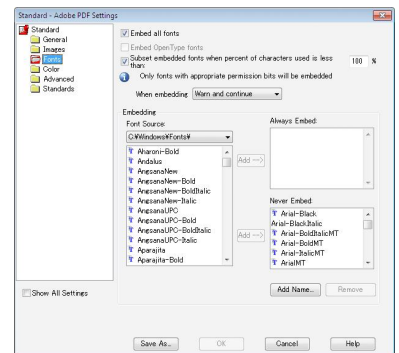 Standard - Adobe PDF Settings
Standard
General
Images
Fonts
Color
Advanced
Standards
Show All Settings
Embed all fonts
Embed OpenType fonts
Subset embedded fonts when percent of characters used is less than: 100 %
Only fonts with appropriate permission bits will be embedded
When embedding Warn and continue
Embedding
Font Source:
C:¥Windows¥Fonts¥
Aharoni-Bold
Andalus
AngsanaNew
AngsanaNew-Bold
AngsanaNew-BoldItalic
AngsanaNew-Italic
AngsanaUPC
AngsanaUPC-Bold
AngsanaUPC-BoldItalic
AngsanaUPC-Italic
Aparajita
Aparajita-Bold
Add -->
Add -->
Always Embed:
Never Embed
Arial-Black
Arial-BlackItalic
Arial-BoldItalicMT
Arial-BoldMT
Arial-ItalicMT
ArialMT
Add Name... Remove
Save As... OK Cancel Help